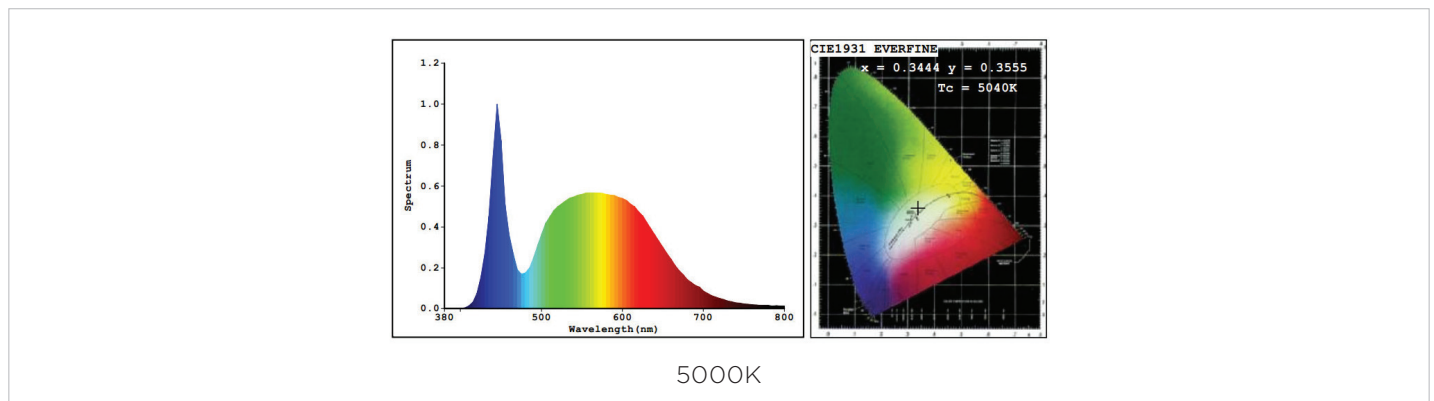 1.2
1.0
0.8
0.6
0.4
0.2
0.0
Spectrum
380 500 600 700 800
Wavelength(nm)
CIE1931 EVERFINE
x = 0.3444 y = 0.3555
Tc = 5040K
5000K